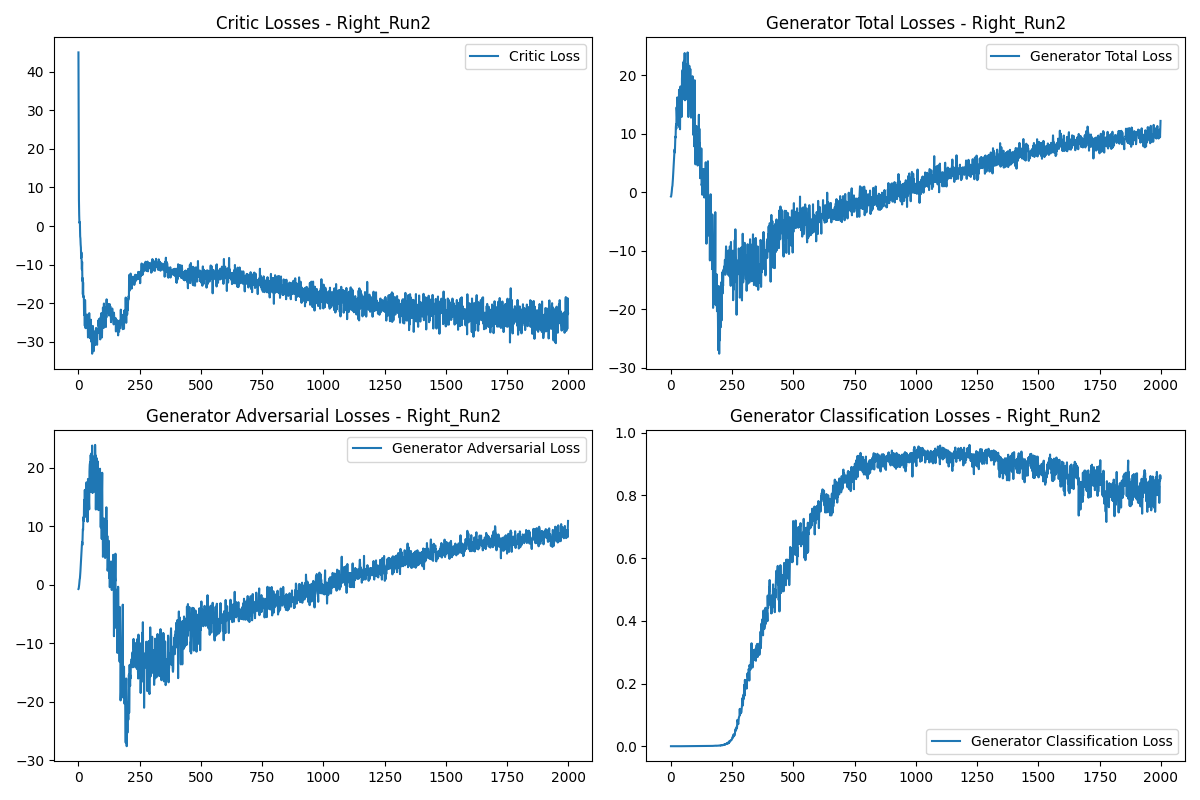 Critic Losses - Right_Run2
Critic Loss
40
30
20
10
0
−10
−20
−30
0 250 500 750 1000 1250 1500 1750 2000
Generator Total Losses - Right_Run2
Generator Total Loss
20
10
0
−10
−20
−30
0 250 500 750 1000 1250 1500 1750 2000
Generator Adversarial Losses - Right_Run2
Generator Adversarial Loss
20
10
0
−10
−20
−30
0 250 500 750 1000 1250 1500 1750 2000
Generator Classification Losses - Right_Run2
1.0
0.8
0.6
0.4
0.2
0.0
Generator Classification Loss
0 250 500 750 1000 1250 1500 1750 2000